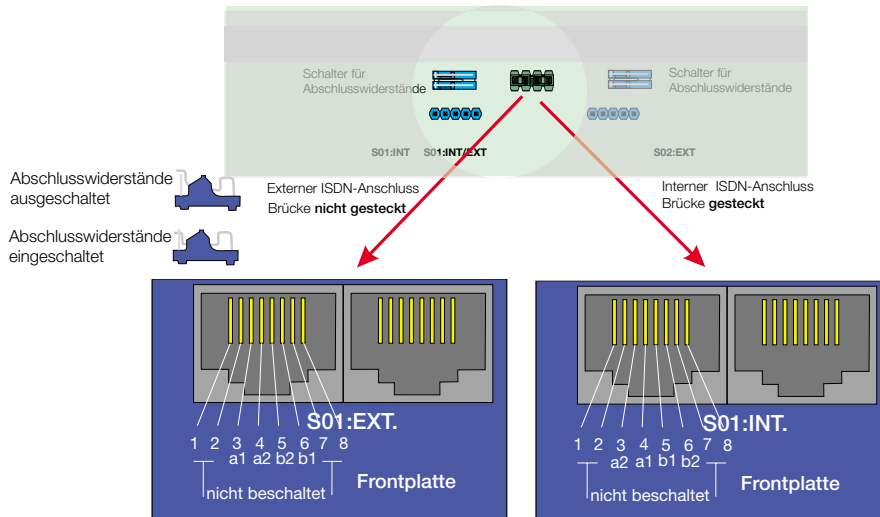 Schalter für
Abschlusswiderstände
Schalter für
Abschlusswiderstände
S01:INT
S01:INT/EXT
S02:EXT
Abschlusswiderstände
ausgeschaltet
Externer ISDN-Anschluss
Brücke nicht gesteckt
Interner ISDN-Anschluss
Brücke gesteckt
Abschlusswiderstände
eingeschaltet
S01:EXT.
1 2 3 4 5 6 7 8
a1 a2 b2 b1
nicht beschaltet
Frontplatte
S01:INT.
1 2 3 4 5 6 7 8
a2 a1 b1 b2
nicht beschaltet
Frontplatte